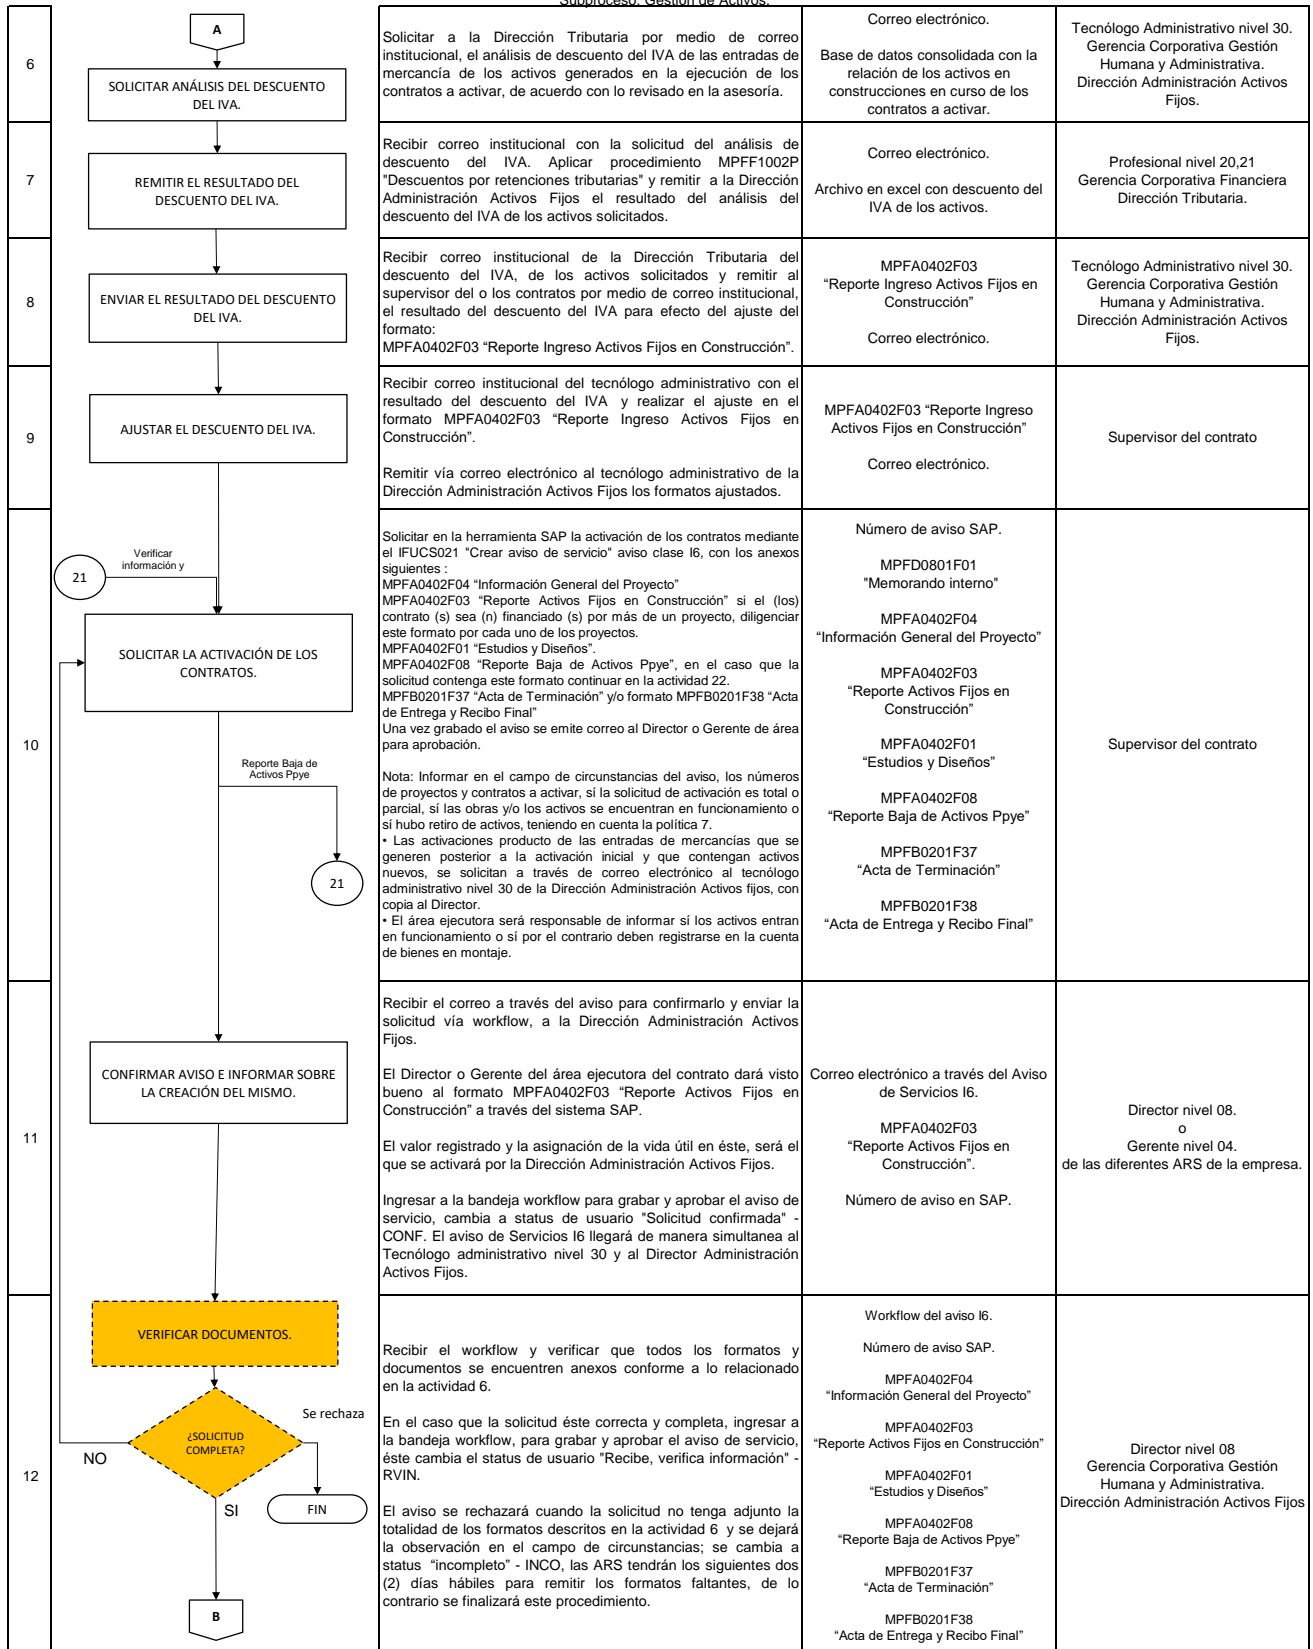 Subproceso: Gestión de Activos.
6
A
SOLICITAR ANÁLISIS DEL DESCUENTO
DEL IVA.
Solicitar a la Dirección Tributaria por medio de correo
institucional, el análisis de descuento del IVA de las entradas de
mercancía de los activos generados en la ejecución de los
contratos a activar, de acuerdo con lo revisado en la asesoría.
Correo electrónico.
Base de datos consolidada con la
relación de los activos en
construcciones en curso de los
contratos a activar.
Tecnólogo Administrativo nivel 30.
Gerencia Corporativa Gestión
Humana y Administrativa.
Dirección Administración Activos
Fijos.
7
REMITIR EL RESULTADO DEL
DESCUENTO DEL IVA.
Recibir correo institucional con la solicitud del análisis de
descuento del IVA. Aplicar procedimiento MPFF1002P
"Descuentos por retenciones tributarias" y remitir a la Dirección
Administración Activos Fijos el resultado del análisis del
descuento del IVA de los activos solicitados.
Correo electrónico.
Archivo en excel con descuento del
IVA de los activos.
Profesional nivel 20,21
Gerencia Corporativa Financiera
Dirección Tributaria.
8
ENVIAR EL RESULTADO DEL DESCUENTO
DEL IVA.
Recibir correo institucional de la Dirección Tributaria del
descuento del IVA, de los activos solicitados y remitir al
supervisor del o los contratos por medio de correo institucional,
el resultado del descuento del IVA para efecto del ajuste del
formato:
MPFA0402F03 “Reporte Ingreso Activos Fijos en Construcción”.
MPFA0402F03
“Reporte Ingreso Activos Fijos en
Construcción”
Correo electrónico.
Tecnólogo Administrativo nivel 30.
Gerencia Corporativa Gestión
Humana y Administrativa.
Dirección Administración Activos
Fijos.
9
AJUSTAR EL DESCUENTO DEL IVA.
Recibir correo institucional del tecnólogo administrativo con el
resultado del descuento del IVA y realizar el ajuste en el
formato MPFA0402F03 “Reporte Ingreso Activos Fijos en
Construcción”.
Remitir vía correo electrónico al tecnólogo administrativo de la
Dirección Administración Activos Fijos los formatos ajustados.
MPFA0402F03 “Reporte Ingreso
Activos Fijos en Construcción”
Correo electrónico.
Supervisor del contrato
10
Verificar
información y
21
SOLICITAR LA ACTIVACIÓN DE LOS
CONTRATOS.
Reporte Baja de
Activos Ppye
21
Solicitar en la herramienta SAP la activación de los contratos mediante
el IFUCS021 "Crear aviso de servicio" aviso clase I6, con los anexos
siguientes :
MPFA0402F04 “Información General del Proyecto”
MPFA0402F03 “Reporte Activos Fijos en Construcción” si el (los)
contrato (s) sea (n) financiado (s) por más de un proyecto, diligenciar
este formato por cada uno de los proyectos.
MPFA0402F01 “Estudios y Diseños”.
MPFA0402F08 “Reporte Baja de Activos Ppye”, en el caso que la
solicitud contenga este formato continuar en la actividad 22.
MPFB0201F37 “Acta de Terminación” y/o formato MPFB0201F38 “Acta
de Entrega y Recibo Final”
Una vez grabado el aviso se emite correo al Director o Gerente de área
para aprobación.
Nota: Informar en el campo de circunstancias del aviso, los números
de proyectos y contratos a activar, sí la solicitud de activación es total o
parcial, sí las obras y/o los activos se encuentran en funcionamiento o
sí hubo retiro de activos, teniendo en cuenta la política 7.
• Las activaciones producto de las entradas de mercancías que se
generen posterior a la activación inicial y que contengan activos
nuevos, se solicitan a través de correo electrónico al tecnólogo
administrativo nivel 30 de la Dirección Administración Activos fijos, con
copia al Director.
• El área ejecutora será responsable de informar sí los activos entran
en funcionamiento o sí por el contrario deben registrarse en la cuenta
de bienes en montaje.
Número de aviso SAP.
MPFD0801F01
"Memorando interno"
MPFA0402F04
“Información General del Proyecto”
MPFA0402F03
“Reporte Activos Fijos en
Construcción”
MPFA0402F01
“Estudios y Diseños”
MPFA0402F08
“Reporte Baja de Activos Ppye”
MPFB0201F37
“Acta de Terminación”
MPFB0201F38
“Acta de Entrega y Recibo Final”
Supervisor del contrato
11
CONFIRMAR AVISO E INFORMAR SOBRE
LA CREACIÓN DEL MISMO.
Recibir el correo a través del aviso para confirmarlo y enviar la
solicitud vía workflow, a la Dirección Administración Activos
Fijos.
El Director o Gerente del área ejecutora del contrato dará visto
bueno al formato MPFA0402F03 “Reporte Activos Fijos en
Construcción” a través del sistema SAP.
El valor registrado y la asignación de la vida útil en éste, será el
que se activará por la Dirección Administración Activos Fijos.
Ingresar a la bandeja workflow para grabar y aprobar el aviso de
servicio, cambia a status de usuario "Solicitud confirmada" -
CONF. El aviso de Servicios I6 llegará de manera simultanea al
Tecnólogo administrativo nivel 30 y al Director Administración
Activos Fijos.
Correo electrónico a través del Aviso
de Servicios I6.
MPFA0402F03
“Reporte Activos Fijos en
Construcción”.
Número de aviso en SAP.
Director nivel 08.
o
Gerente nivel 04.
de las diferentes ARS de la empresa.
12
VERIFICAR DOCUMENTOS.
¿SOLICITUD
COMPLETA?
Se rechaza
NO
SI
FIN
B
Recibir el workflow y verificar que todos los formatos y
documentos se encuentren anexos conforme a lo relacionado
en la actividad 6.
En el caso que la solicitud éste correcta y completa, ingresar a
la bandeja workflow, para grabar y aprobar el aviso de servicio,
éste cambia el status de usuario "Recibe, verifica información" -
RVIN.
El aviso se rechazará cuando la solicitud no tenga adjunto la
totalidad de los formatos descritos en la actividad 6 y se dejará
la observación en el campo de circunstancias; se cambia a
status “incompleto” - INCO, las ARS tendrán los siguientes dos
(2) días hábiles para remitir los formatos faltantes, de lo
contrario se finalizará este procedimiento.
Workflow del aviso I6.
Número de aviso SAP.
MPFA0402F04
“Información General del Proyecto”
MPFA0402F03
“Reporte Activos Fijos en Construcción”
MPFA0402F01
“Estudios y Diseños”
MPFA0402F08
“Reporte Baja de Activos Ppye”
MPFB0201F37
“Acta de Terminación”
MPFB0201F38
“Acta de Entrega y Recibo Final”
Director nivel 08
Gerencia Corporativa Gestión
Humana y Administrativa.
Dirección Administración Activos Fijos